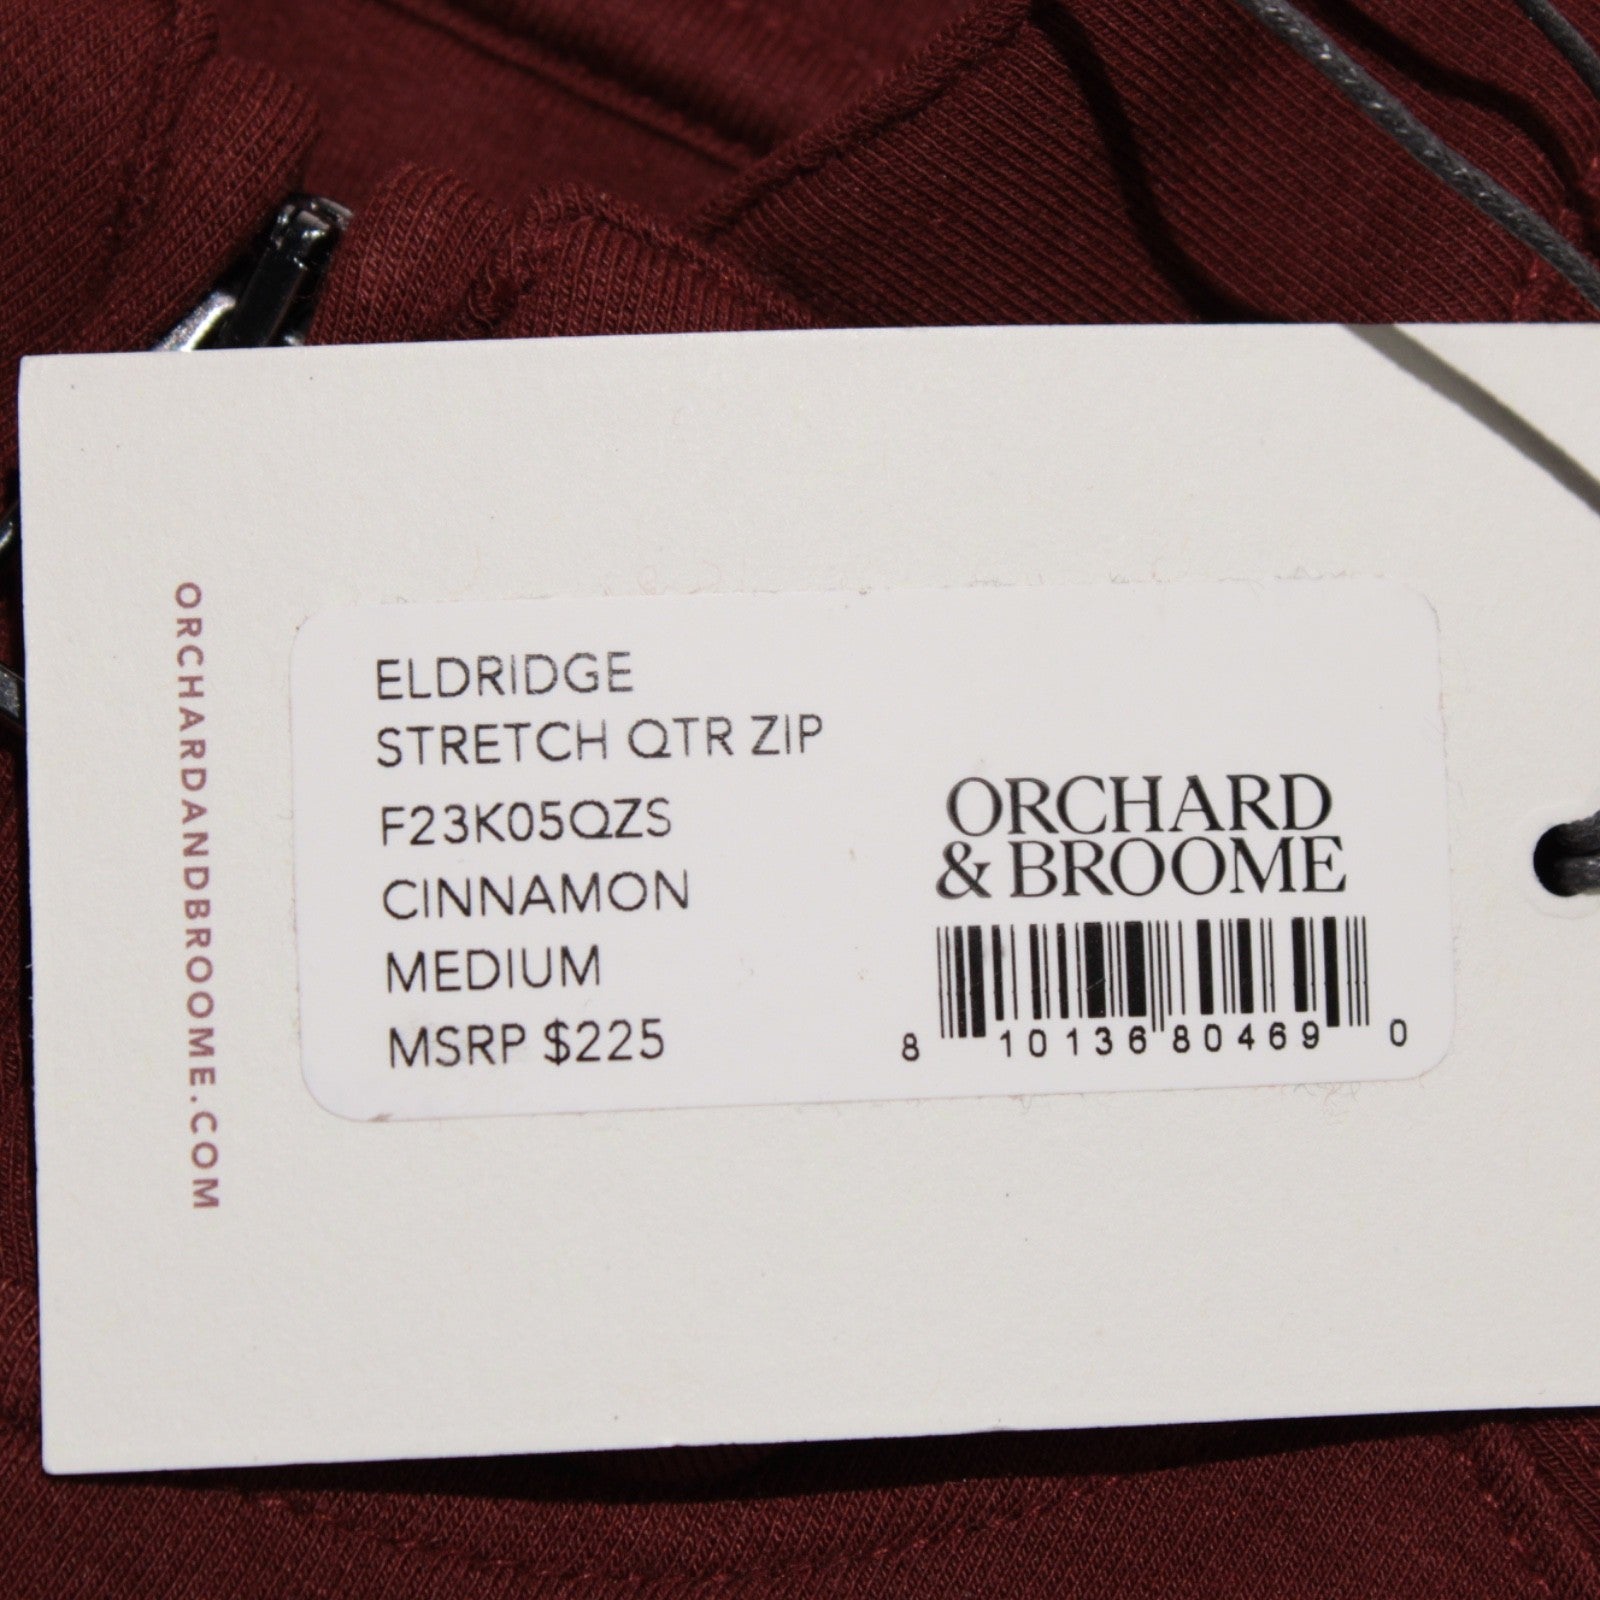 ORCHARDANDBROOME.COM
ELDRIDGE
STRETCH QTR ZIP
F23K05QZS
CINNAMON
MEDIUM
MSRP $225
ORCHARD
& BROOME
8 10136 80469 0